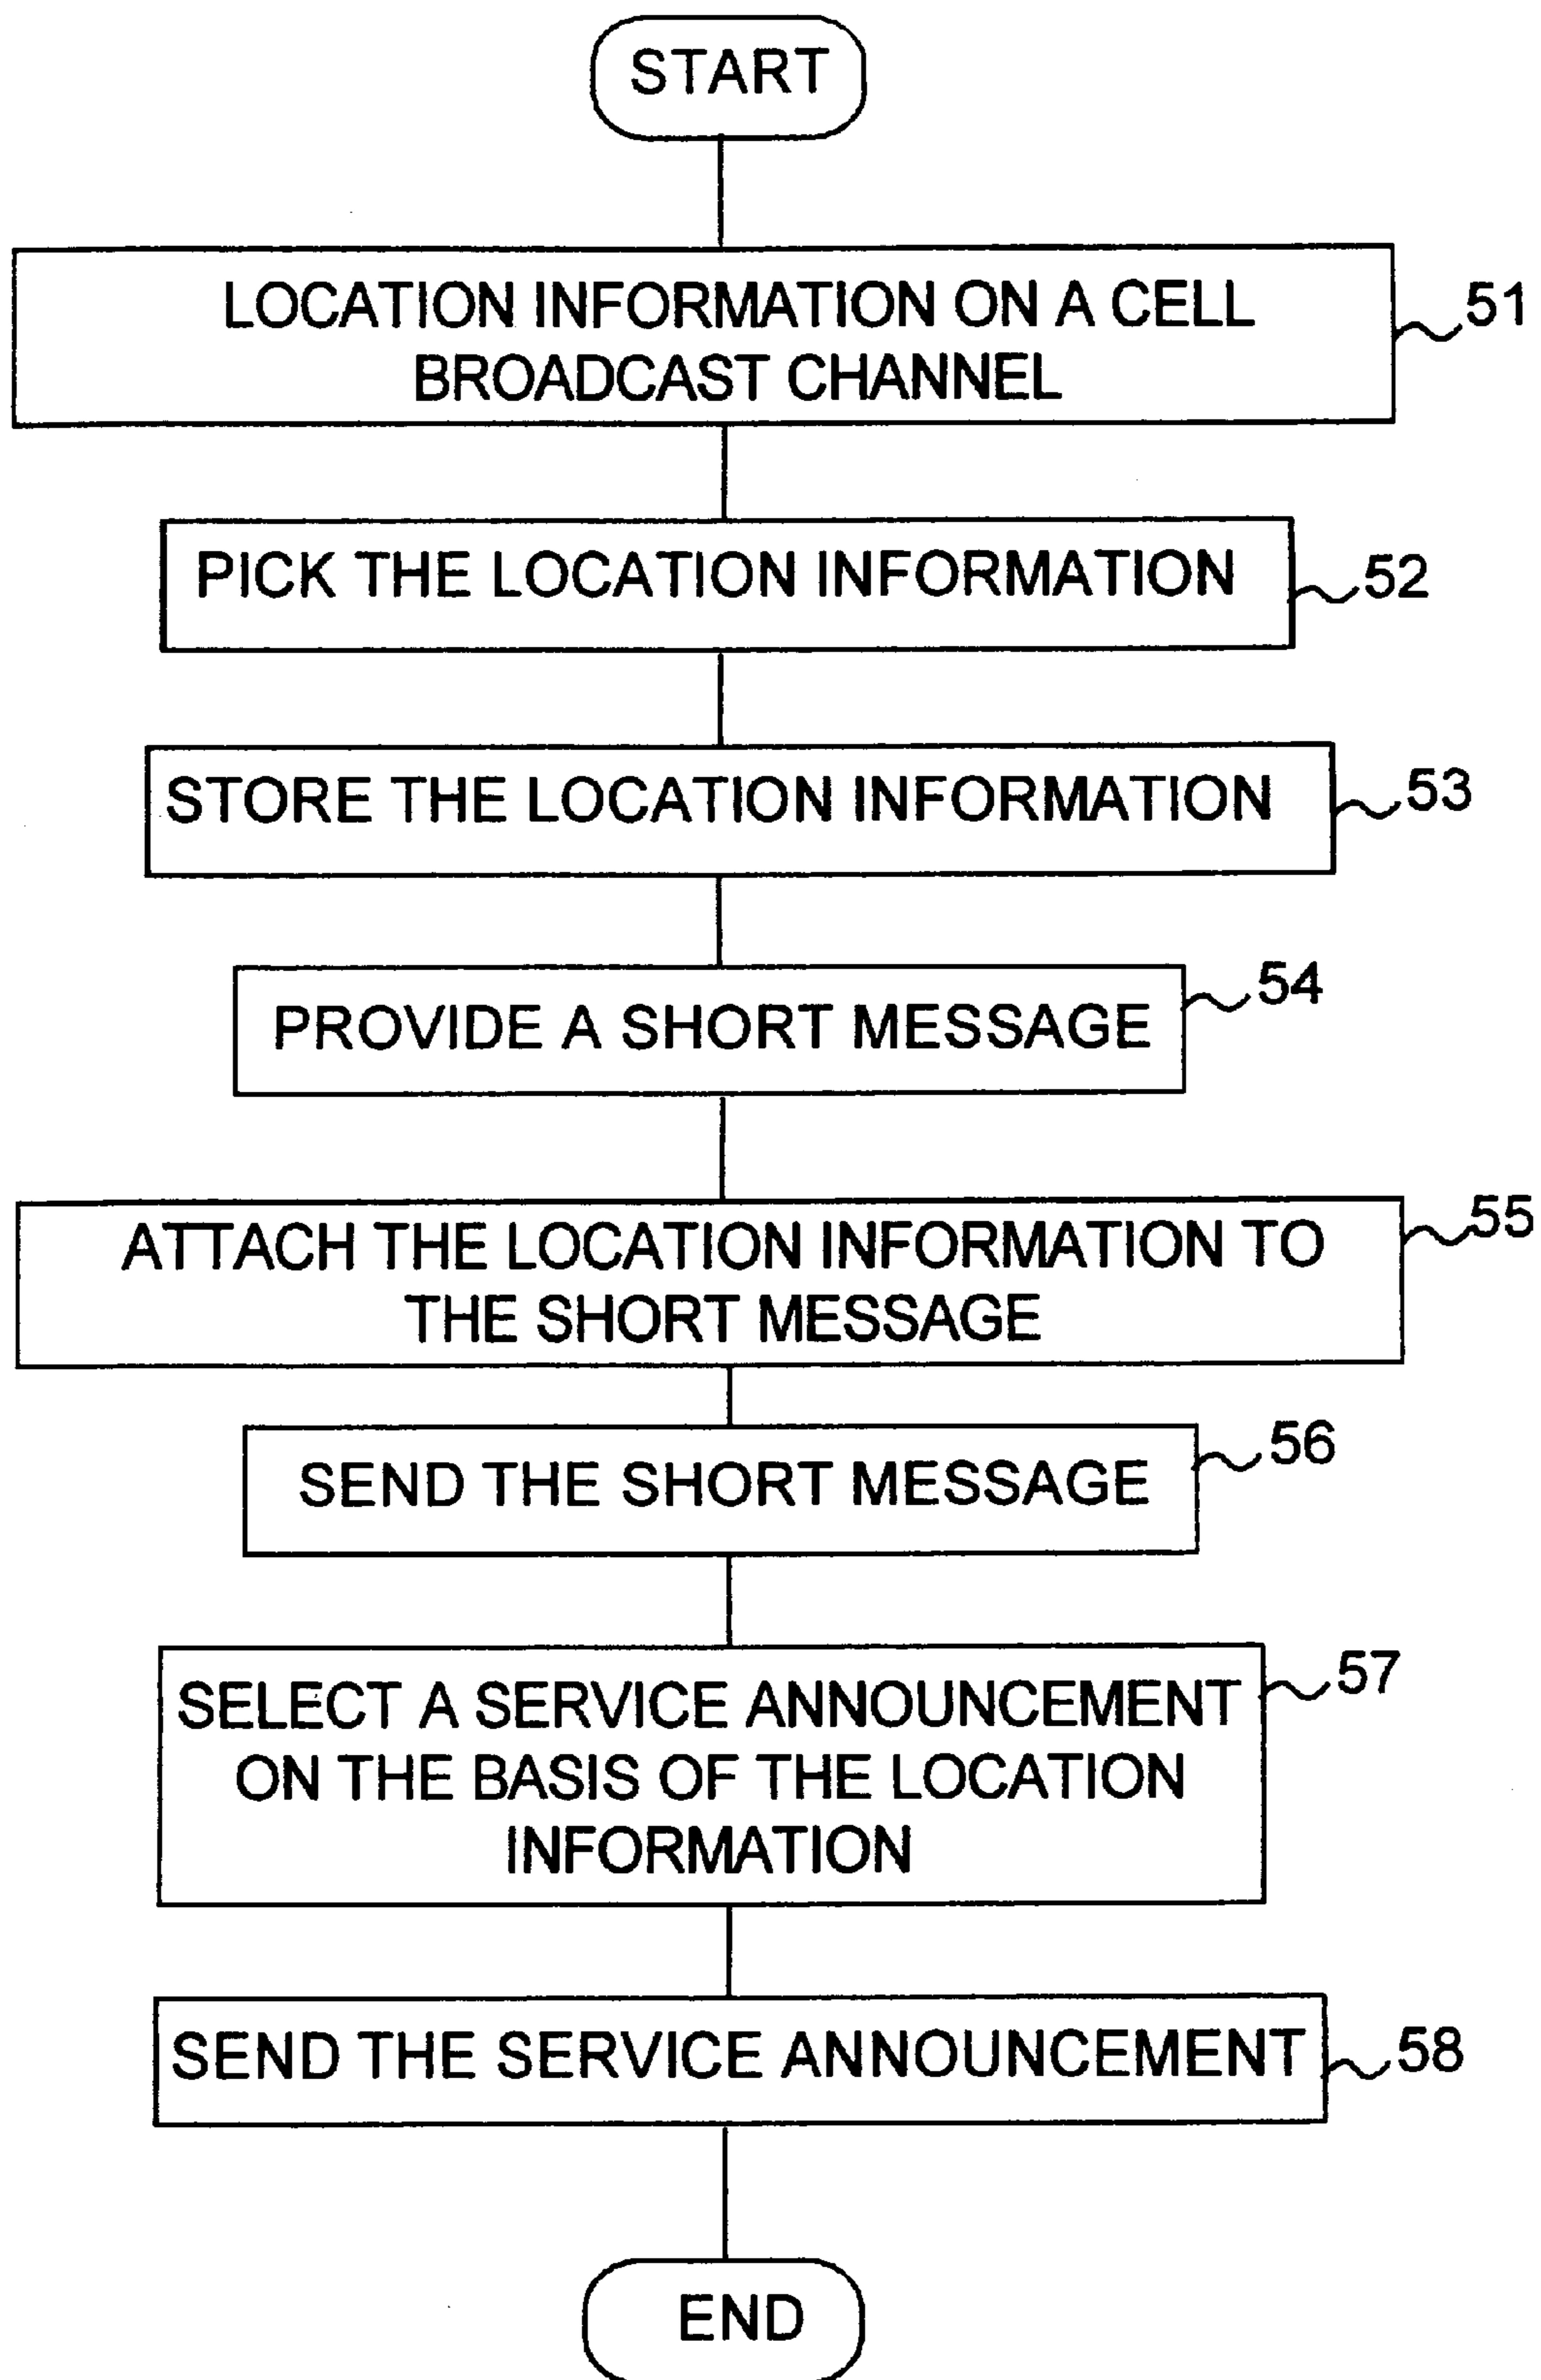 START
LOCATION INFORMATION ON A CELL
BROADCAST CHANNEL
51
PICK THE LOCATION INFORMATION
52
STORE THE LOCATION INFORMATION
53
PROVIDE A SHORT MESSAGE
54
ATTACH THE LOCATION INFORMATION TO
THE SHORT MESSAGE
55
SEND THE SHORT MESSAGE
56
SELECT A SERVICE ANNOUNCEMENT
ON THE BASIS OF THE LOCATION
INFORMATION
57
SEND THE SERVICE ANNOUNCEMENT
58
END